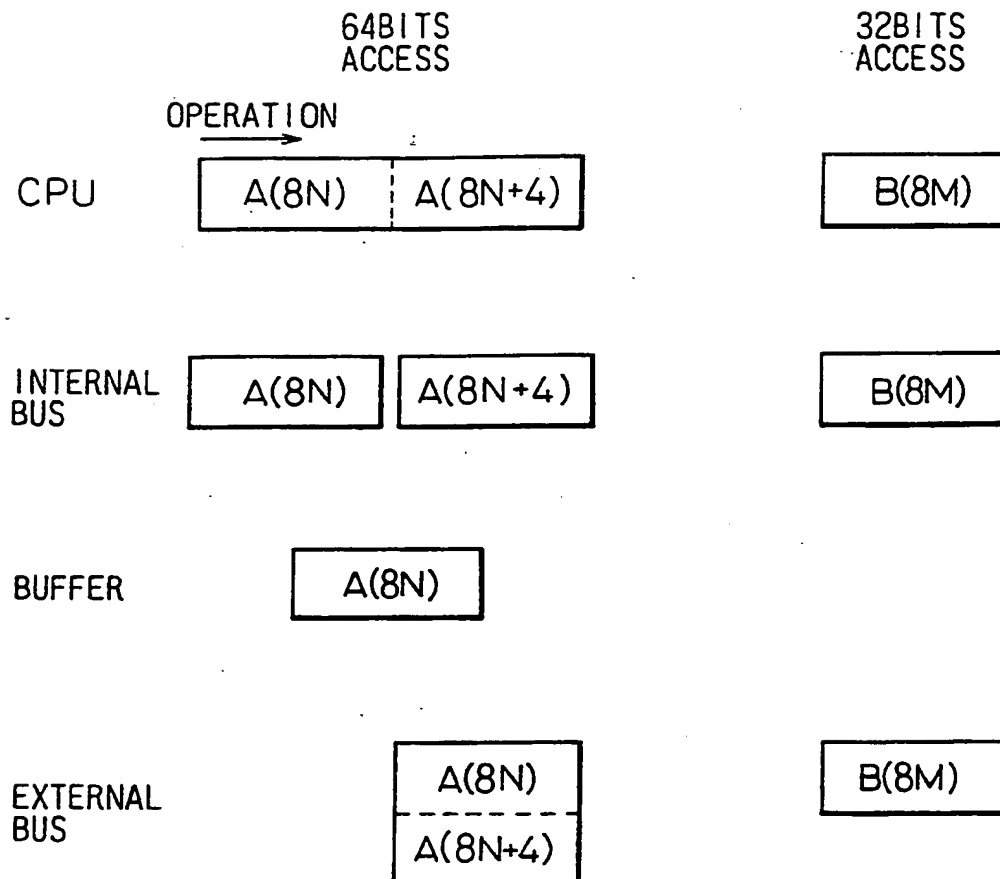 64BITS
ACCESS
32BITS
ACCESS
OPERATION
CPU
A(8N)
A(8N+4)
B(8M)
INTERNAL
BUS
A(8N)
A(8N+4)
B(8M)
BUFFER
A(8N)
EXTERNAL
BUS
A(8N)
A(8N+4)
B(8M)